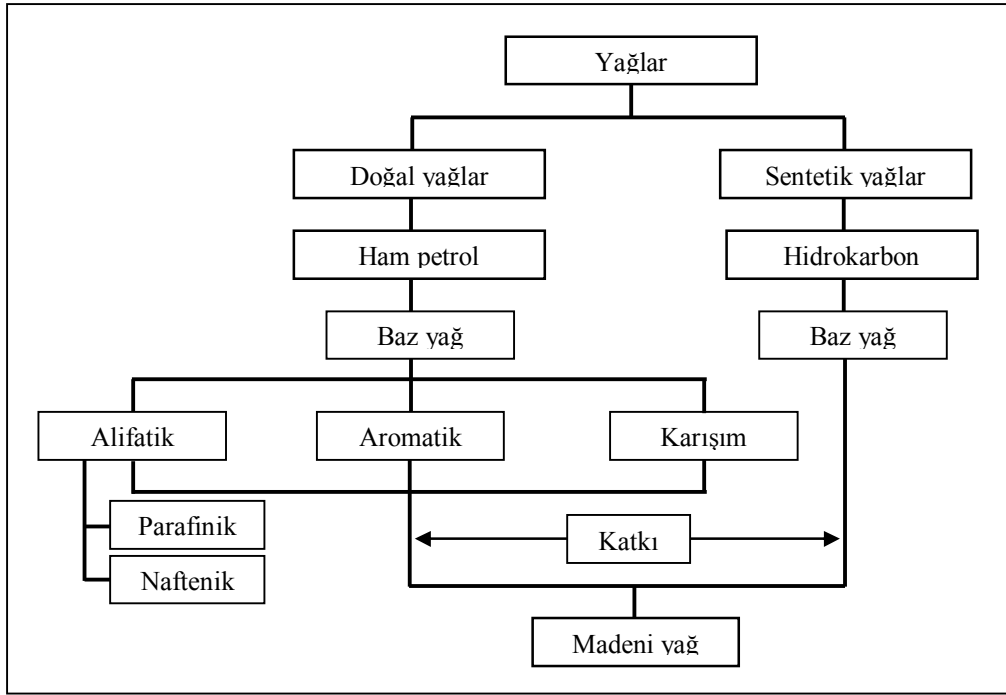 Yağlar
Doğal yağlar
Sentetik yağlar
Ham petrol
Hidrokarbon
Baz yağ
Baz yağ
Alifatik
Aromatik
Karışım
Parafinik
Katkı
Naftenik
Madeni yağ